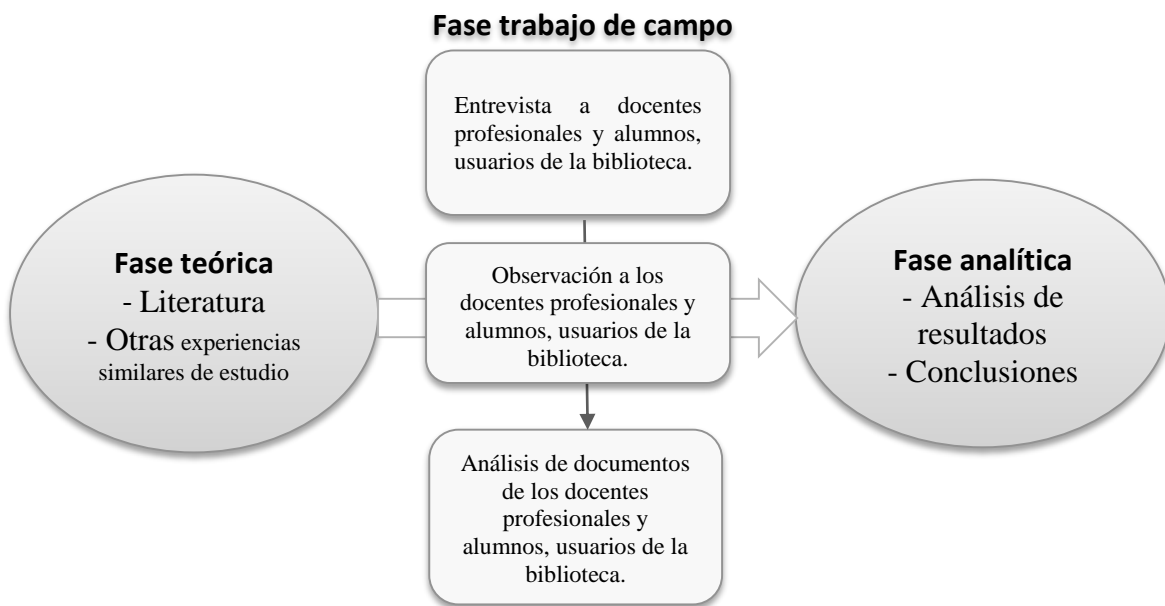 Fase trabajo de campo
Entrevista a docentes
profesionales y alumnos,
usuarios de la biblioteca.
Fase teórica
- Literatura
- Otras experiencias
similares de estudio
Observación a los
docentes profesionales y
alumnos, usuarios de la
biblioteca.
Fase analítica
- Análisis de
resultados
- Conclusiones
Análisis de documentos
de los docentes
profesionales y
alumnos, usuarios de la
biblioteca.